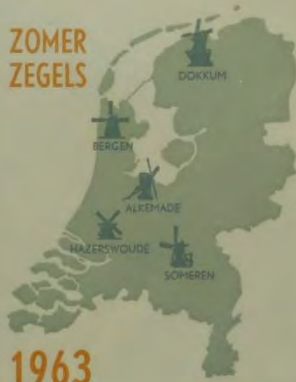 ZOMER
ZEGELS
DOKKUM
BERGEN
ALKEMADE
HAZERSWOUDE
SOMEREN
1963